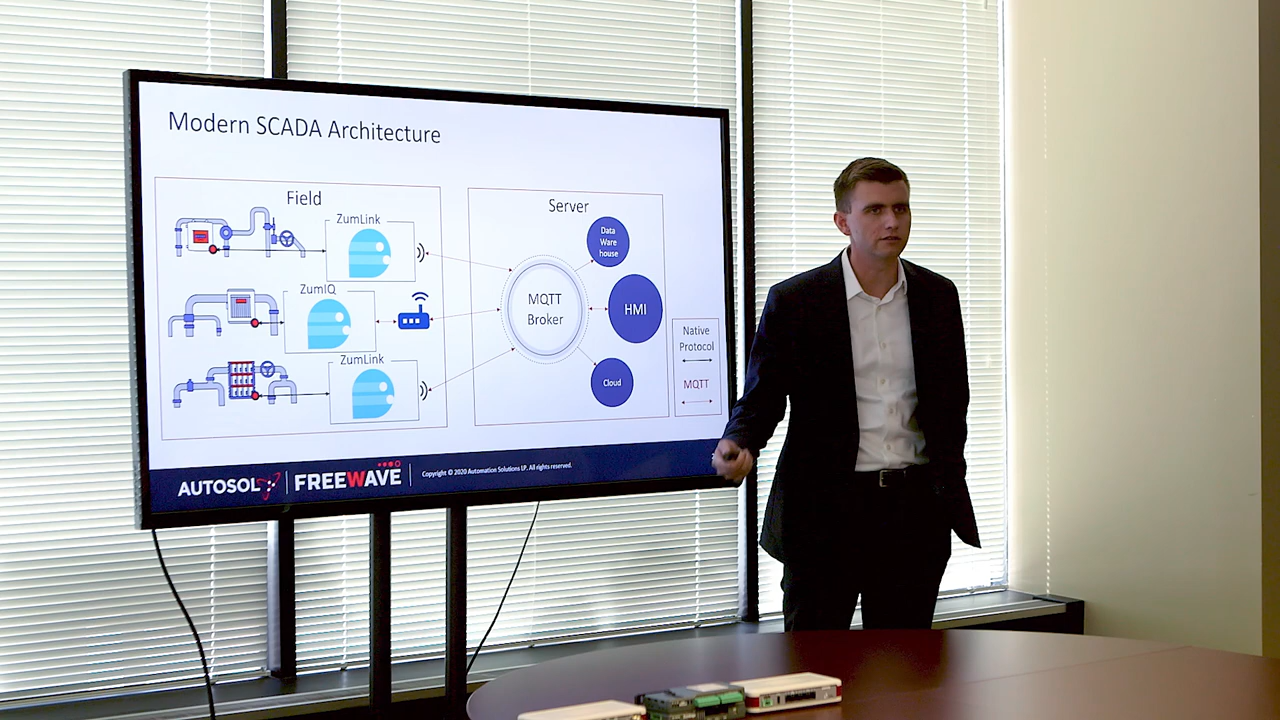 Modern SCADA Architecture
Field
ZumLink
ZumIQ
ZumLink
Server
MQTT
Broker
Data
Ware
house
HMI
Cloud
Native
Protocol
MQTT
AUTOSOL
FREEWAVE
Copyright © 2020 Automation Solutions LP. All rights reserved.